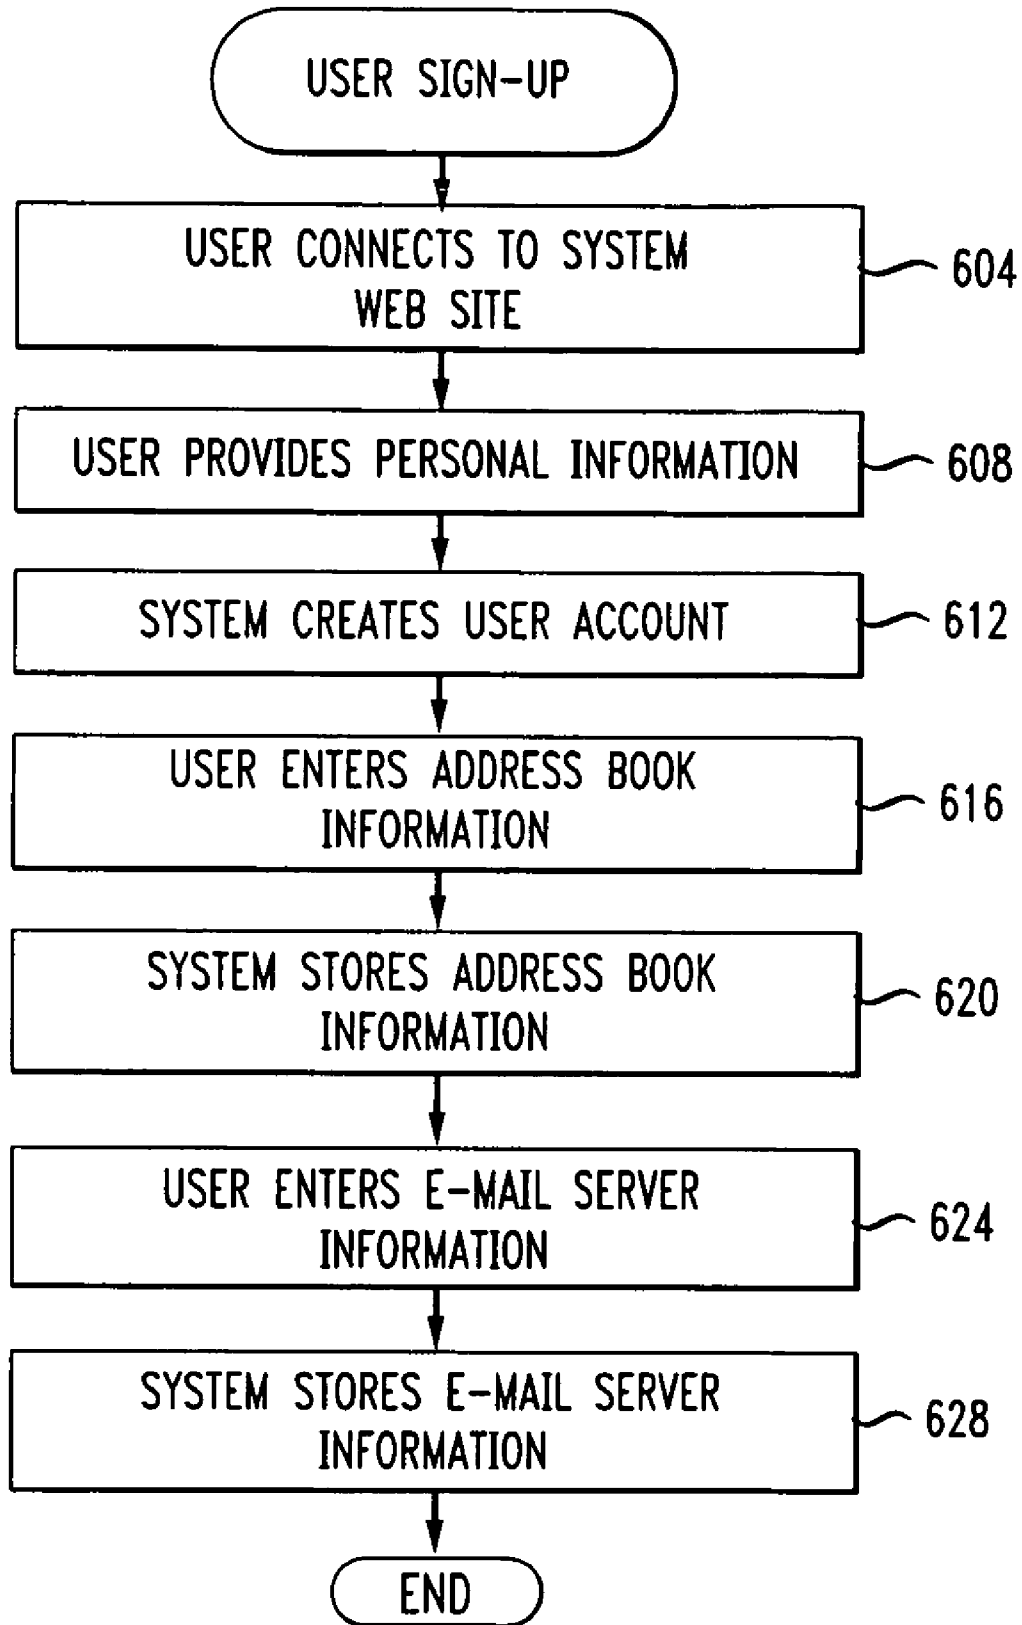 USER SIGN-UP
USER CONNECTS TO SYSTEM
WEB SITE
604
USER PROVIDES PERSONAL INFORMATION
608
SYSTEM CREATES USER ACCOUNT
612
USER ENTERS ADDRESS BOOK
INFORMATION
616
SYSTEM STORES ADDRESS BOOK
INFORMATION
620
USER ENTERS E-MAIL SERVER
INFORMATION
624
SYSTEM STORES E-MAIL SERVER
INFORMATION
628
END